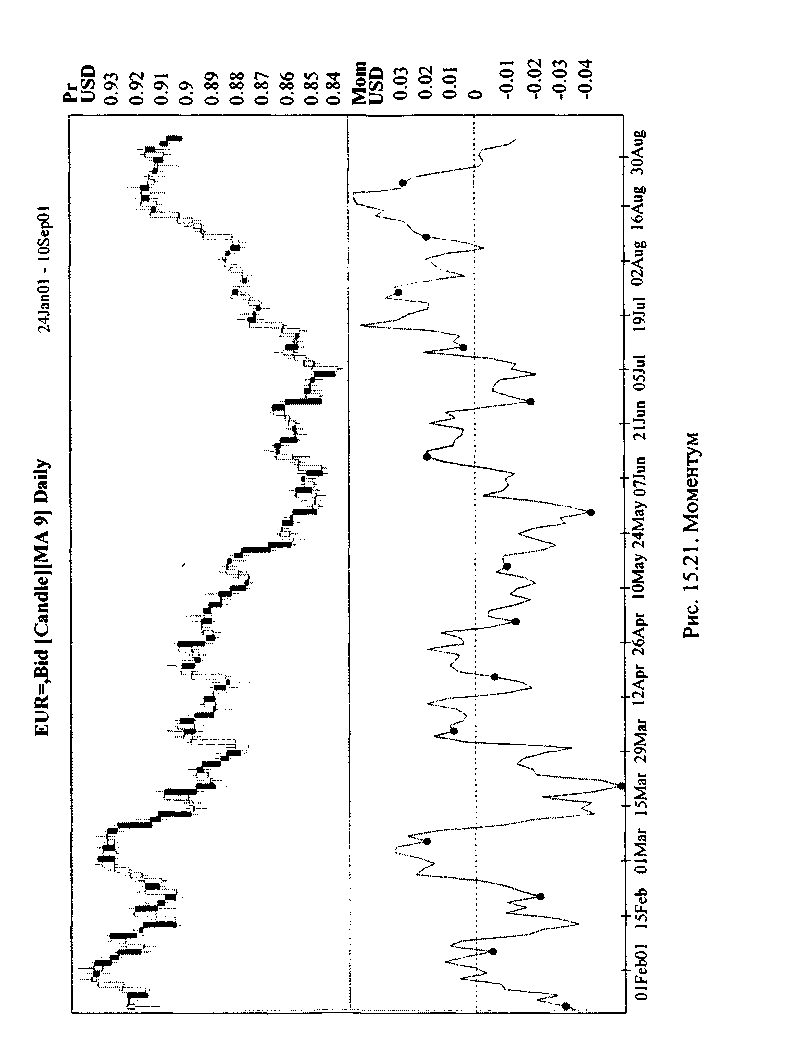 EUR=,Bid [Candle][MA 9] Daily
24Jan01 - 10Sep01
Pr
USD
0.93
0.92
0.91
0.9
0.89
0.88
0.87
0.86
0.85
0.84
Mom
USD
0.03
0.02
0.01
0
-0.01
-0.02
-0.03
-0.04
01Feb01 15Feb 01Mar 15Mar 29Mar 12Apr 26Apr 10May 24May 07Jun 21Jun 05Jul 19Jul 02Aug 16Aug 30Aug
Рис. 15.21. Моментум